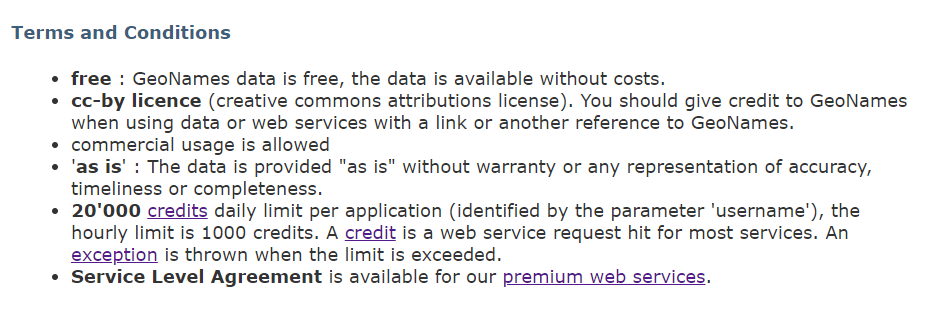 Terms and Conditions
• free : GeoNames data is free, the data is available without costs.
• cc-by licence (creative commons attributions license). You should give credit to GeoNames
when using data or web services with a link or another reference to GeoNames.
• commercial usage is allowed
• 'as is' : The data is provided "as is" without warranty or any representation of accuracy,
timeliness or completeness.
• 20'000 credits daily limit per application (identified by the parameter 'username'), the
hourly limit is 1000 credits. A credit is a web service request hit for most services. An
exception is thrown when the limit is exceeded.
• Service Level Agreement is available for our premium web services.